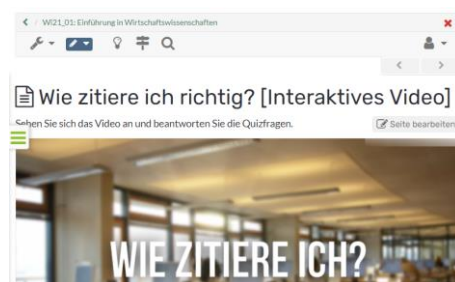 WI21_01: Einführung in Wirtschaftswissenschaften
Wie zitiere ich richtig? [Interaktives Video]
Sehen Sie sich das Video an und beantworten Sie die Quizfragen.
Seite bearbeiten
WIE ZITIERE ICH?